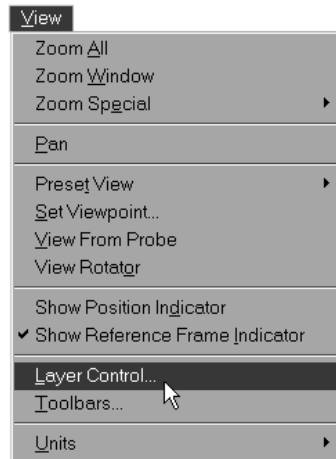 View
Zoom All
Zoom Window
Zoom Special
Pan
Preset View
Set Viewpoint...
View From Probe
View Rotator
Show Position Indicator
Show Reference Frame Indicator
Layer Control...
Toolbars...
Units